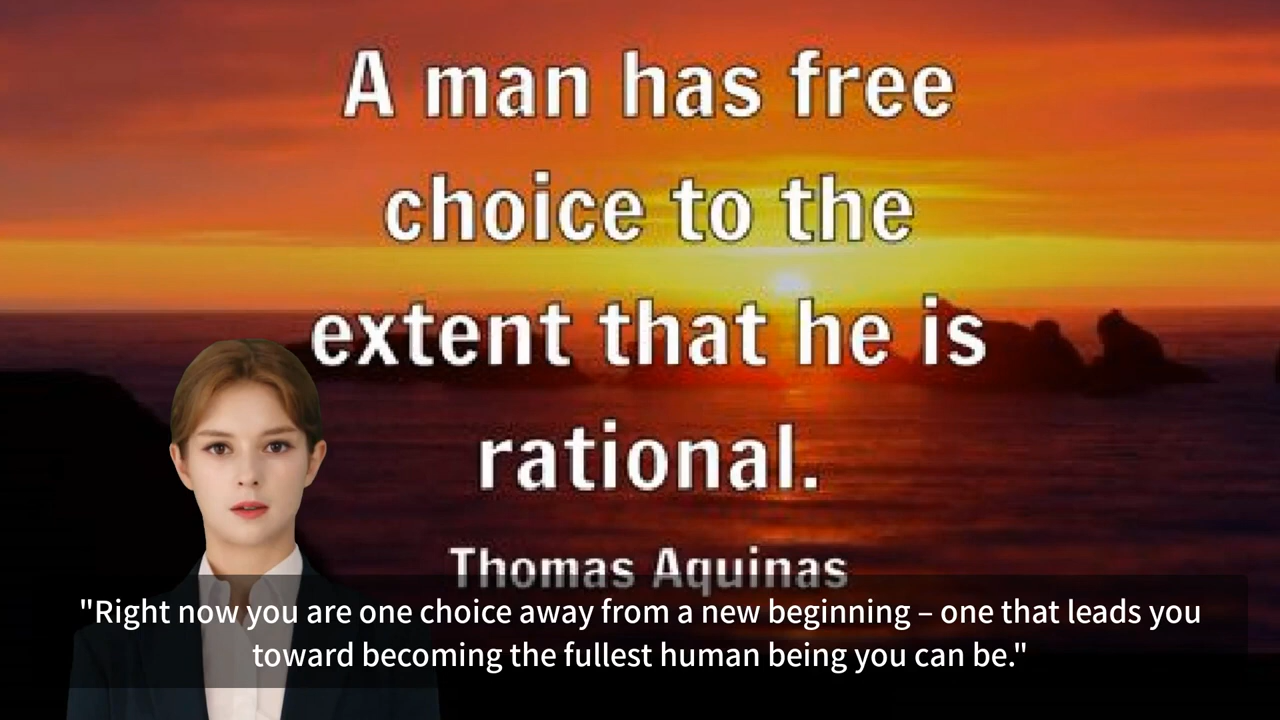 A man has free
choice to the
extent that he is
rational.
Thomas Aquinas
"Right now you are one choice away from a new beginning – one that leads you
toward becoming the fullest human being you can be."